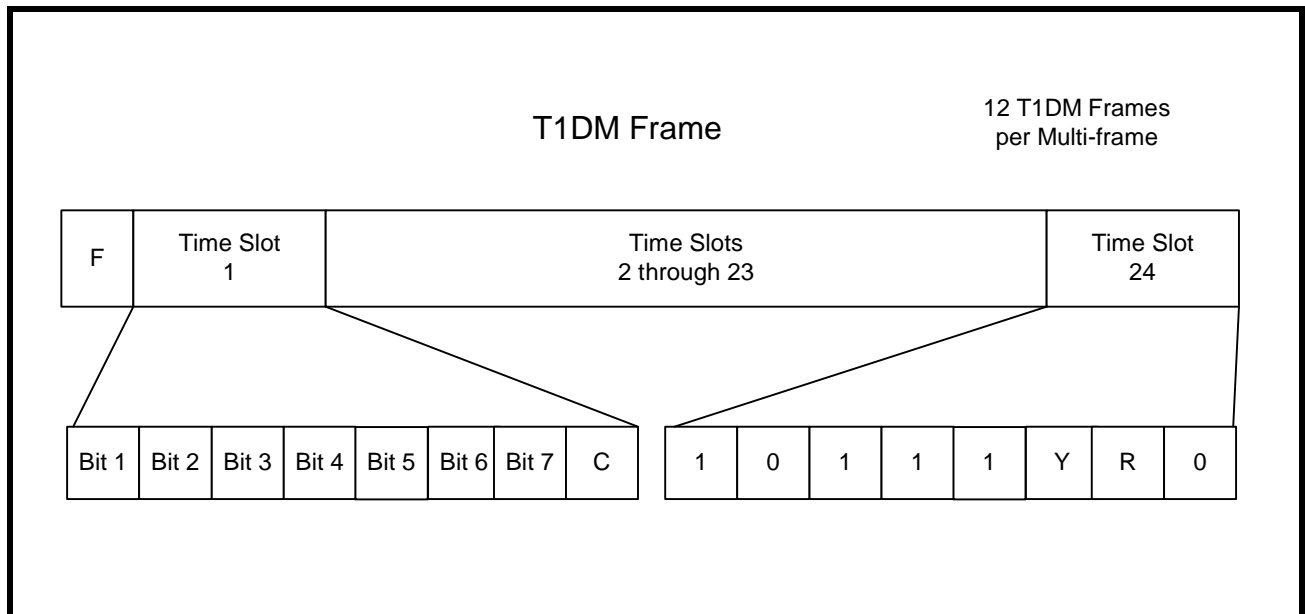 T1DM Frame
12 T1DM Frames
per Multi-frame
F
Time Slot
1
Time Slots
2 through 23
Time Slot
24
Bit 1 Bit 2 Bit 3 Bit 4 Bit 5 Bit 6 Bit 7 C
1 0 1 1 1 Y R 0